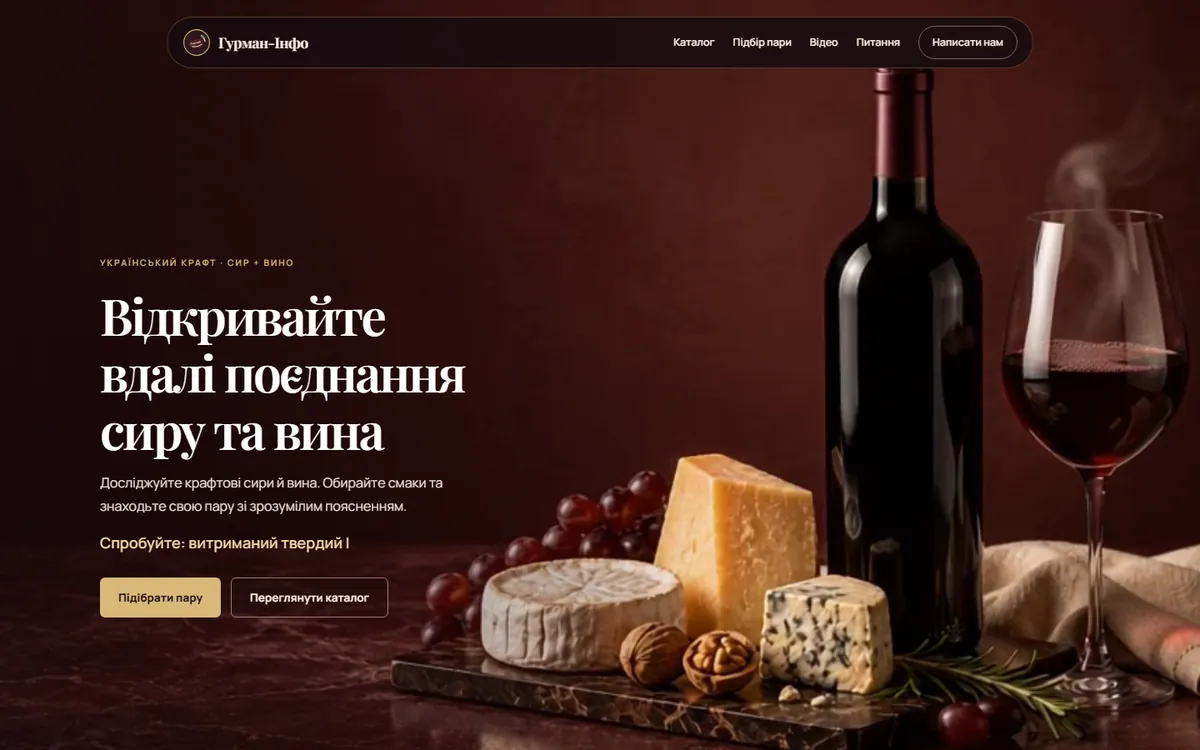 Гурман-Інфо
Каталог
Підбір пари
Відео
Питання
Написати нам
УКРАЇНСЬКИЙ КРАФТ · СИР + ВИНО
Відкривайте
вдалі поєднання
сиру та вина
Досліджуйте крафтові сири й вина. Обирайте смаки та
знаходьте свою пару зі зрозумілим поясненням.
Спробуйте: витриманий твердий |
Підібрати пару
Переглянути каталог